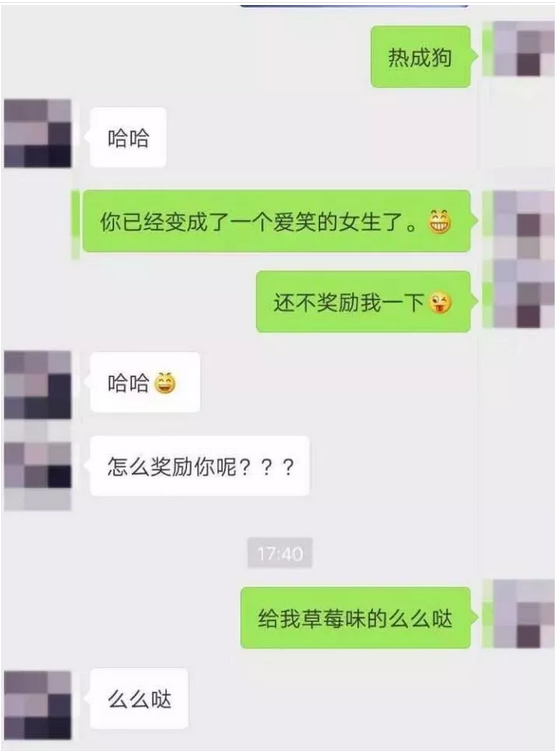 热成狗
哈哈
你已经变成了一个爱笑的女生了。😁
还不奖励我一下😜
哈哈😄
怎么奖励你呢？？？
17:40
给我草莓味的么么哒
么么哒